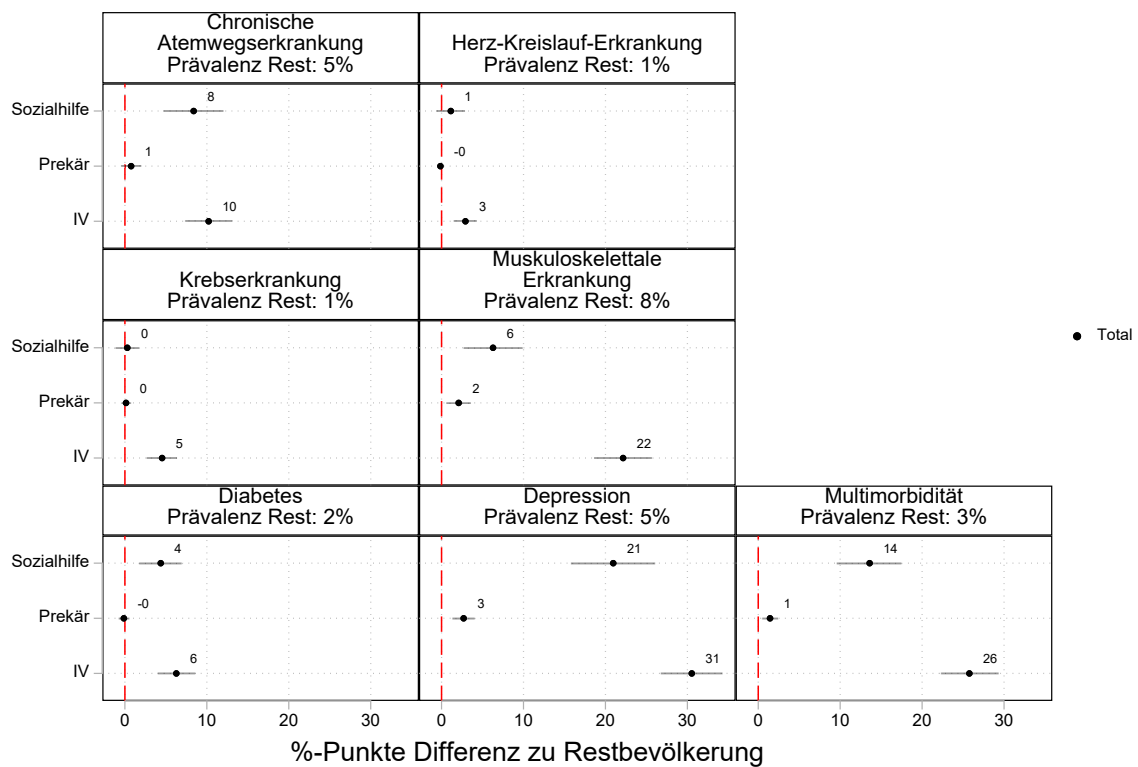 Chronische
Atemwegserkrankung
Prävalenz Rest: 5%
Herz-Kreislauf-Erkrankung
Prävalenz Rest: 1%
Sozialhilfe
8
1
Prekär
1
-0
IV
10
3
Krebserkrankung
Prävalenz Rest: 1%
Muskuloskelettale
Erkrankung
Prävalenz Rest: 8%
Sozialhilfe
0
6
Total
Prekär
0
2
IV
5
22
Diabetes
Prävalenz Rest: 2%
Depression
Prävalenz Rest: 5%
Multimorbidität
Prävalenz Rest: 3%
Sozialhilfe
4
21
14
Prekär
-0
3
1
IV
6
31
26
0 10 20 30
0 10 20 30
0 10 20 30
%-Punkte Differenz zu Restbevölkerung